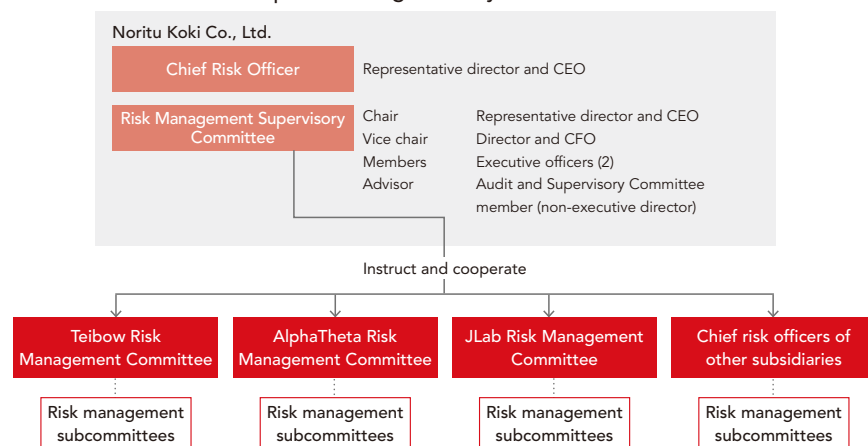 Noritu Koki Co., Ltd.
Chief Risk Officer
Representative director and CEO
Risk Management Supervisory
Committee
Chair Representative director and CEO
Vice chair Director and CFO
Members Executive officers (2)
Advisor Audit and Supervisory Committee
member (non-executive director)
Instruct and cooperate
Teibow Risk
Management Committee
AlphaTheta Risk
Management Committee
JLab Risk Management
Committee
Chief risk officers of
other subsidiaries
Risk management
subcommittees
Risk management
subcommittees
Risk management
subcommittees
Risk management
subcommittees